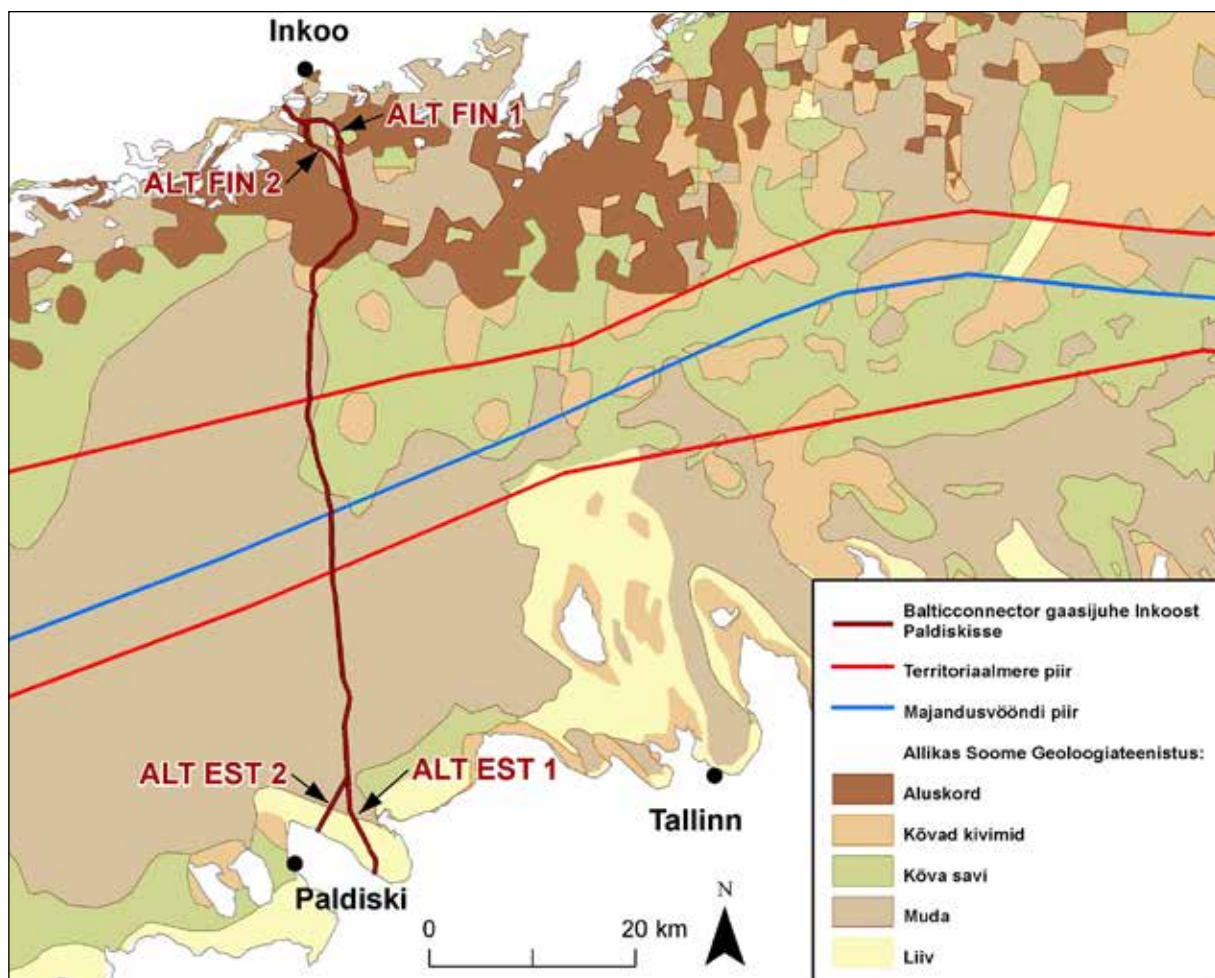 Inkoo
ALT FIN 1
ALT FIN 2
ALT EST 2
ALT EST 1
Tallinn
Paldiski
0
20 km
N
Balticconnector gaasijuhe Inkoost
Paldiskisse
Territoriaalmere piir
Majandusvööndi piir
Allikas Soome Geoloogiateenistus:
Aluskord
Kõvad kivimid
Kõva savi
Muda
Liiv